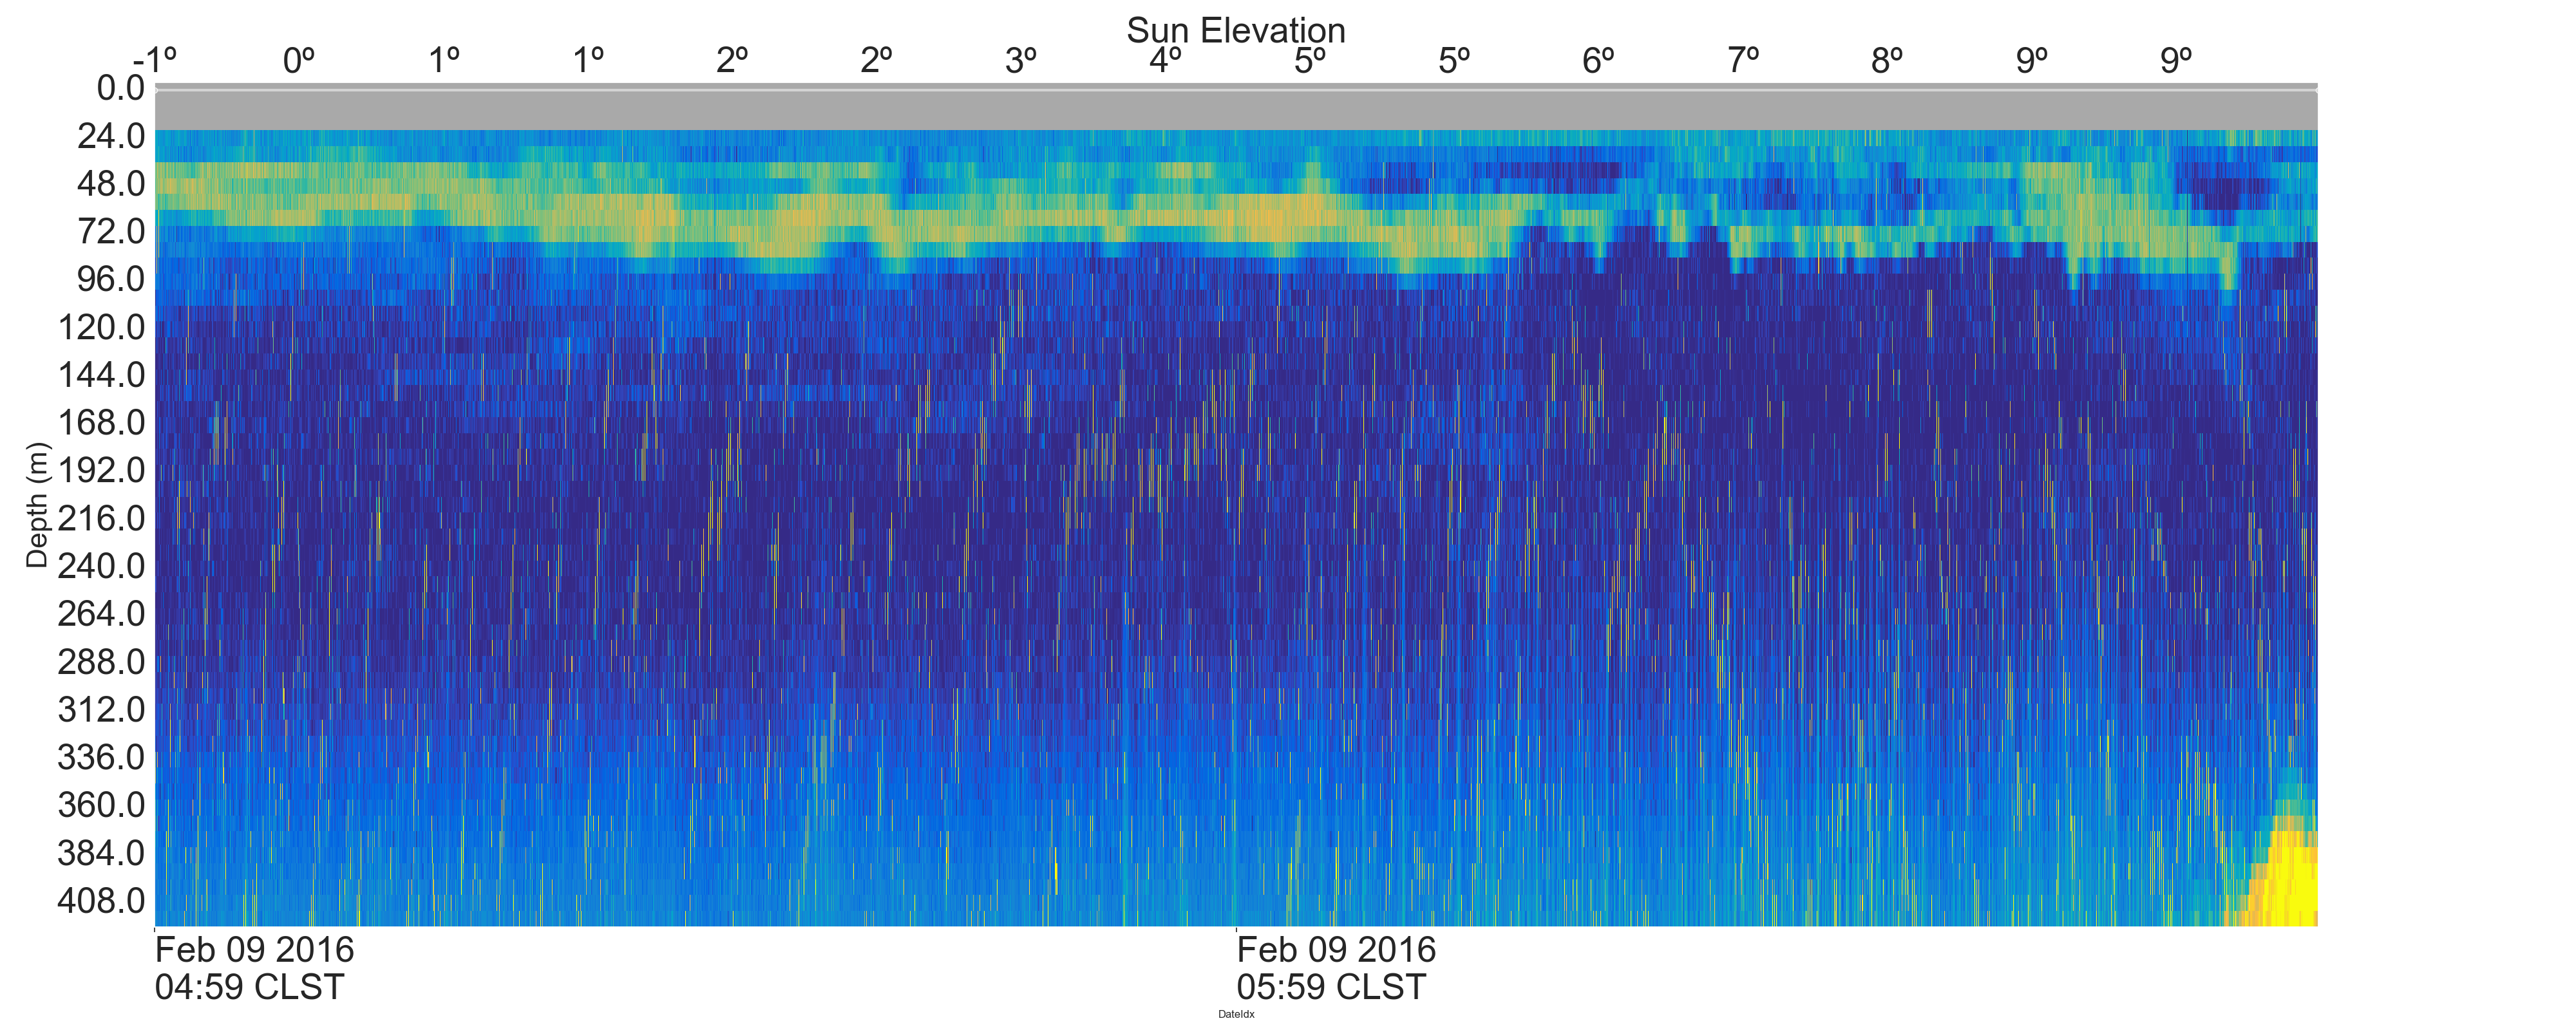 Sun Elevation
-1º 0º 1º 1º 2º 2º 3º 4º 5º 5º 6º 7º 8º 9º 9º
0.0
24.0
48.0
72.0
96.0
120.0
144.0
168.0
192.0
216.0
240.0
264.0
288.0
312.0
336.0
360.0
384.0
408.0
Depth (m)
Feb 09 2016
04:59 CLST
Feb 09 2016
05:59 CLST
DateIdx